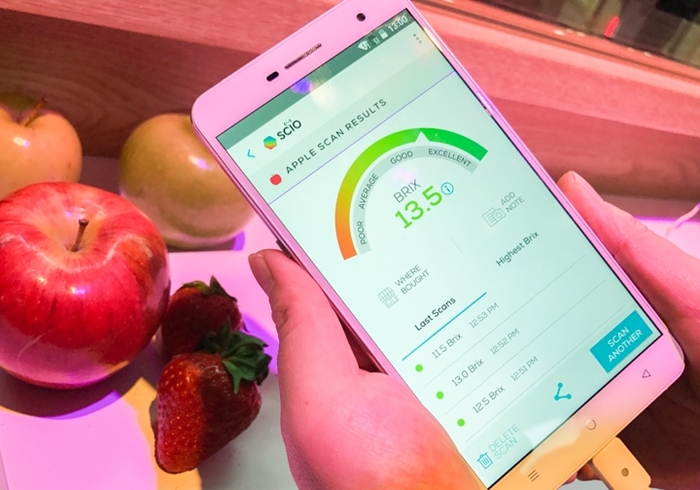 13:00
SCiO
APPLE SCAN RESULTS
POOR
AVERAGE
GOOD
EXCELLENT
BRIX
13.5
i
WHERE
BOUGHT
ADD
NOTE
Last Scans
Highest Brix
11.5 Brix 12:53 PM
13.0 Brix 12:52 PM
12.5 Brix 12:51 PM
DELETE
SCAN
SCAN
ANOTHER